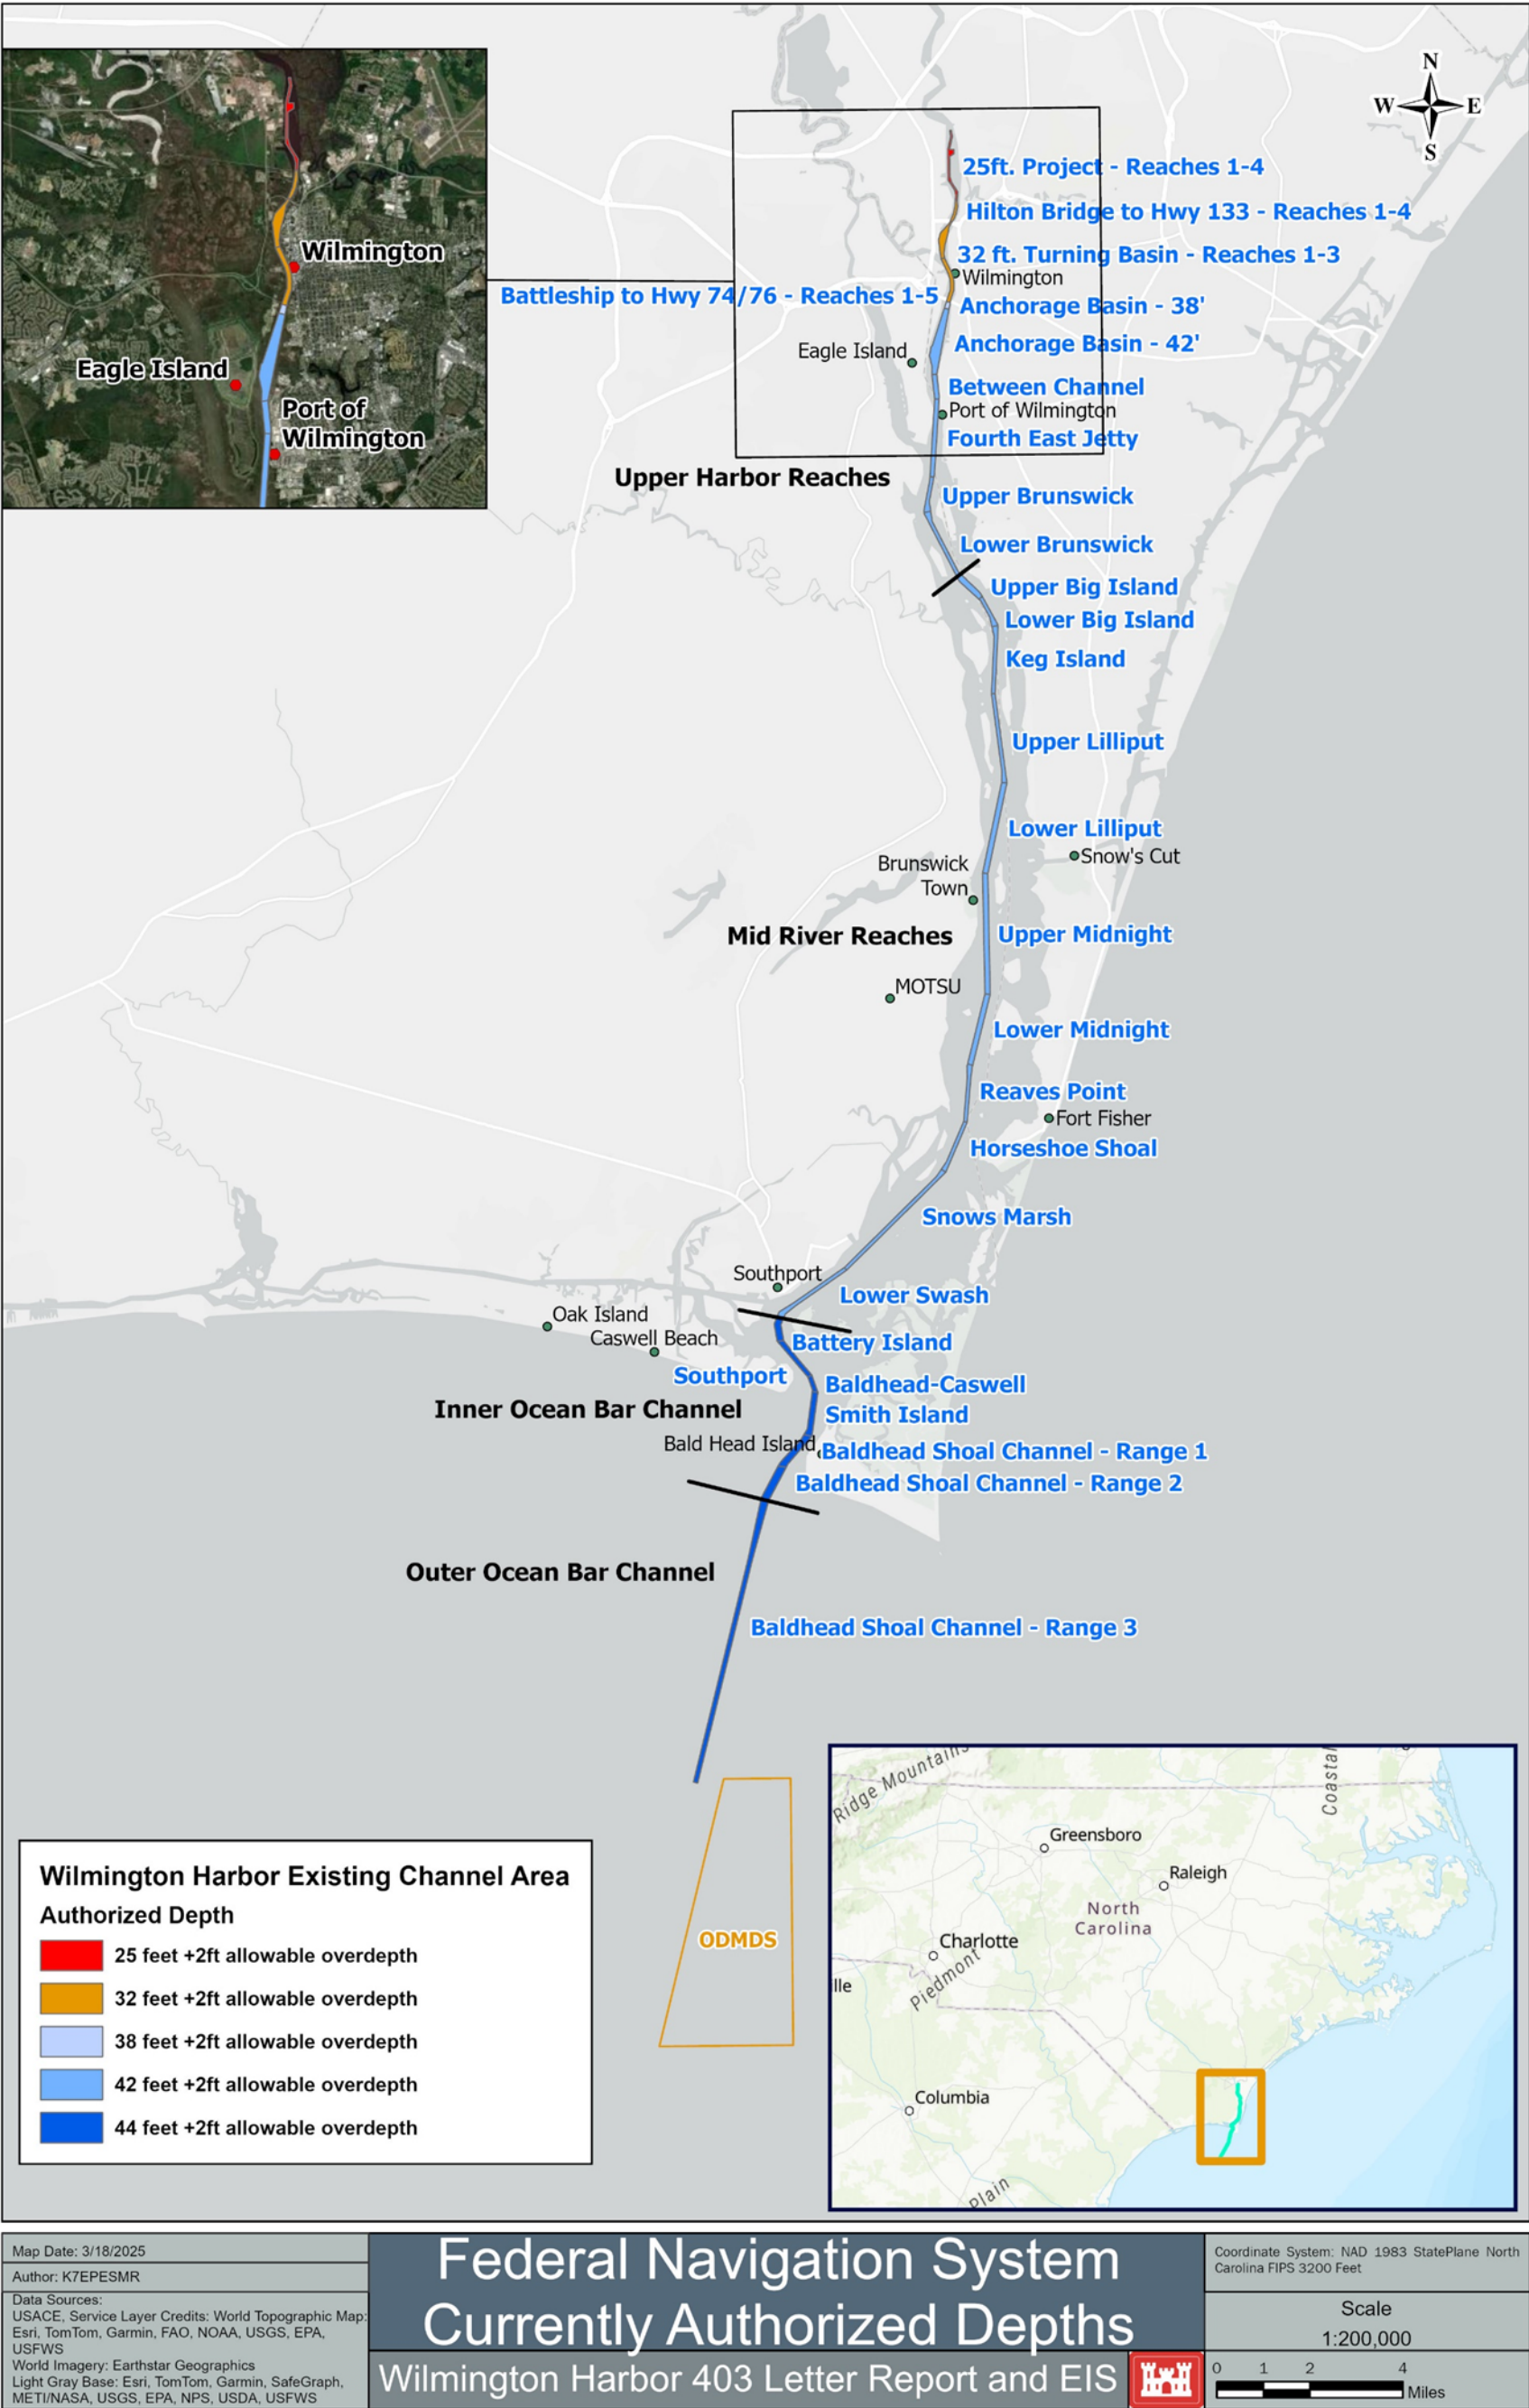 N
W E
S
Wilmington
Eagle Island
Port of
Wilmington
25ft. Project - Reaches 1-4
Hilton Bridge to Hwy 133 - Reaches 1-4
32 ft. Turning Basin - Reaches 1-3
Wilmington
Battleship to Hwy 74/76 - Reaches 1-5
Anchorage Basin - 38'
Anchorage Basin - 42'
Eagle Island
Between Channel
Port of Wilmington
Fourth East Jetty
Upper Harbor Reaches
Upper Brunswick
Lower Brunswick
Upper Big Island
Lower Big Island
Keg Island
Upper Lilliput
Lower Lilliput
Snow's Cut
Brunswick
Town
Mid River Reaches
Upper Midnight
MOTSU
Lower Midnight
Reaves Point
Fort Fisher
Horseshoe Shoal
Snows Marsh
Southport
Lower Swash
Oak Island
Caswell Beach
Battery Island
Southport
Baldhead-Caswell
Inner Ocean Bar Channel
Smith Island
Bald Head Island
Baldhead Shoal Channel - Range 1
Baldhead Shoal Channel - Range 2
Outer Ocean Bar Channel
Baldhead Shoal Channel - Range 3
ODMDS
Wilmington Harbor Existing Channel Area
Authorized Depth
25 feet +2ft allowable overdepth
32 feet +2ft allowable overdepth
38 feet +2ft allowable overdepth
42 feet +2ft allowable overdepth
44 feet +2ft allowable overdepth
Ridge Mountains
Coastal
Greensboro
Raleigh
North
Carolina
Charlotte
Piedmont
lle
Columbia
Plain
Map Date: 3/18/2025
Author: K7EPESMR
Data Sources:
USACE, Service Layer Credits: World Topographic Map:
Esri, TomTom, Garmin, FAO, NOAA, USGS, EPA,
USFWS
World Imagery: Earthstar Geographics
Light Gray Base: Esri, TomTom, Garmin, SafeGraph,
METI/NASA, USGS, EPA, NPS, USDA, USFWS
Federal Navigation System
Currently Authorized Depths
Wilmington Harbor 403 Letter Report and EIS
Coordinate System: NAD 1983 StatePlane North
Carolina FIPS 3200 Feet
Scale
1:200,000
0 1 2 4
Miles